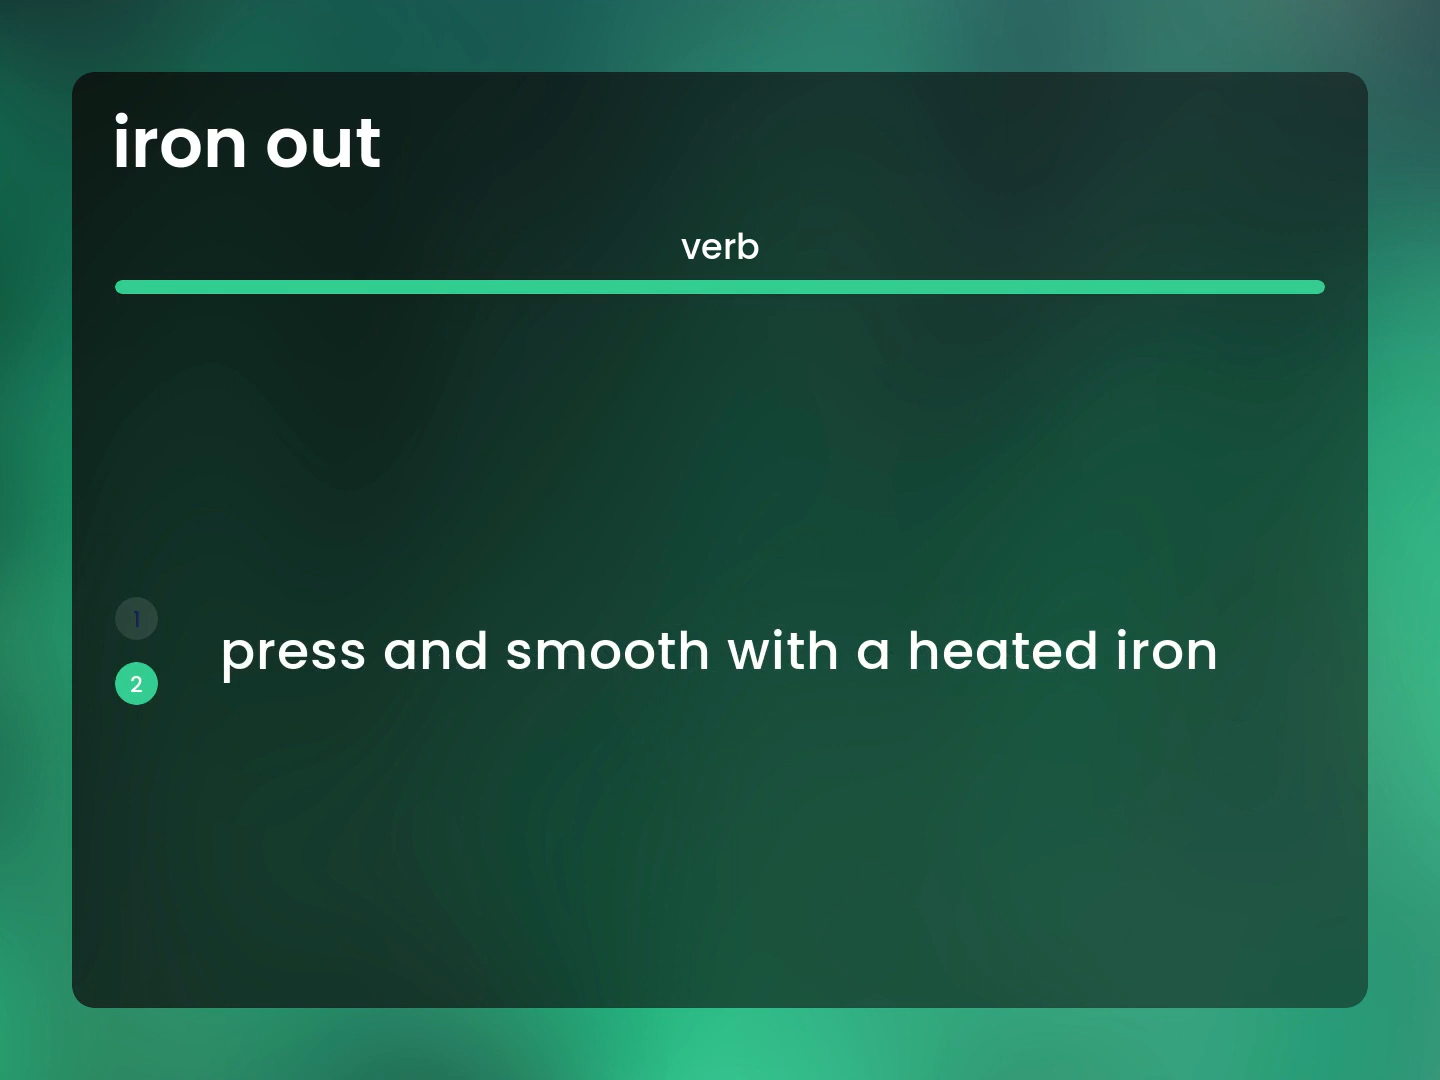 iron out
verb
1
2
press and smooth with a heated iron